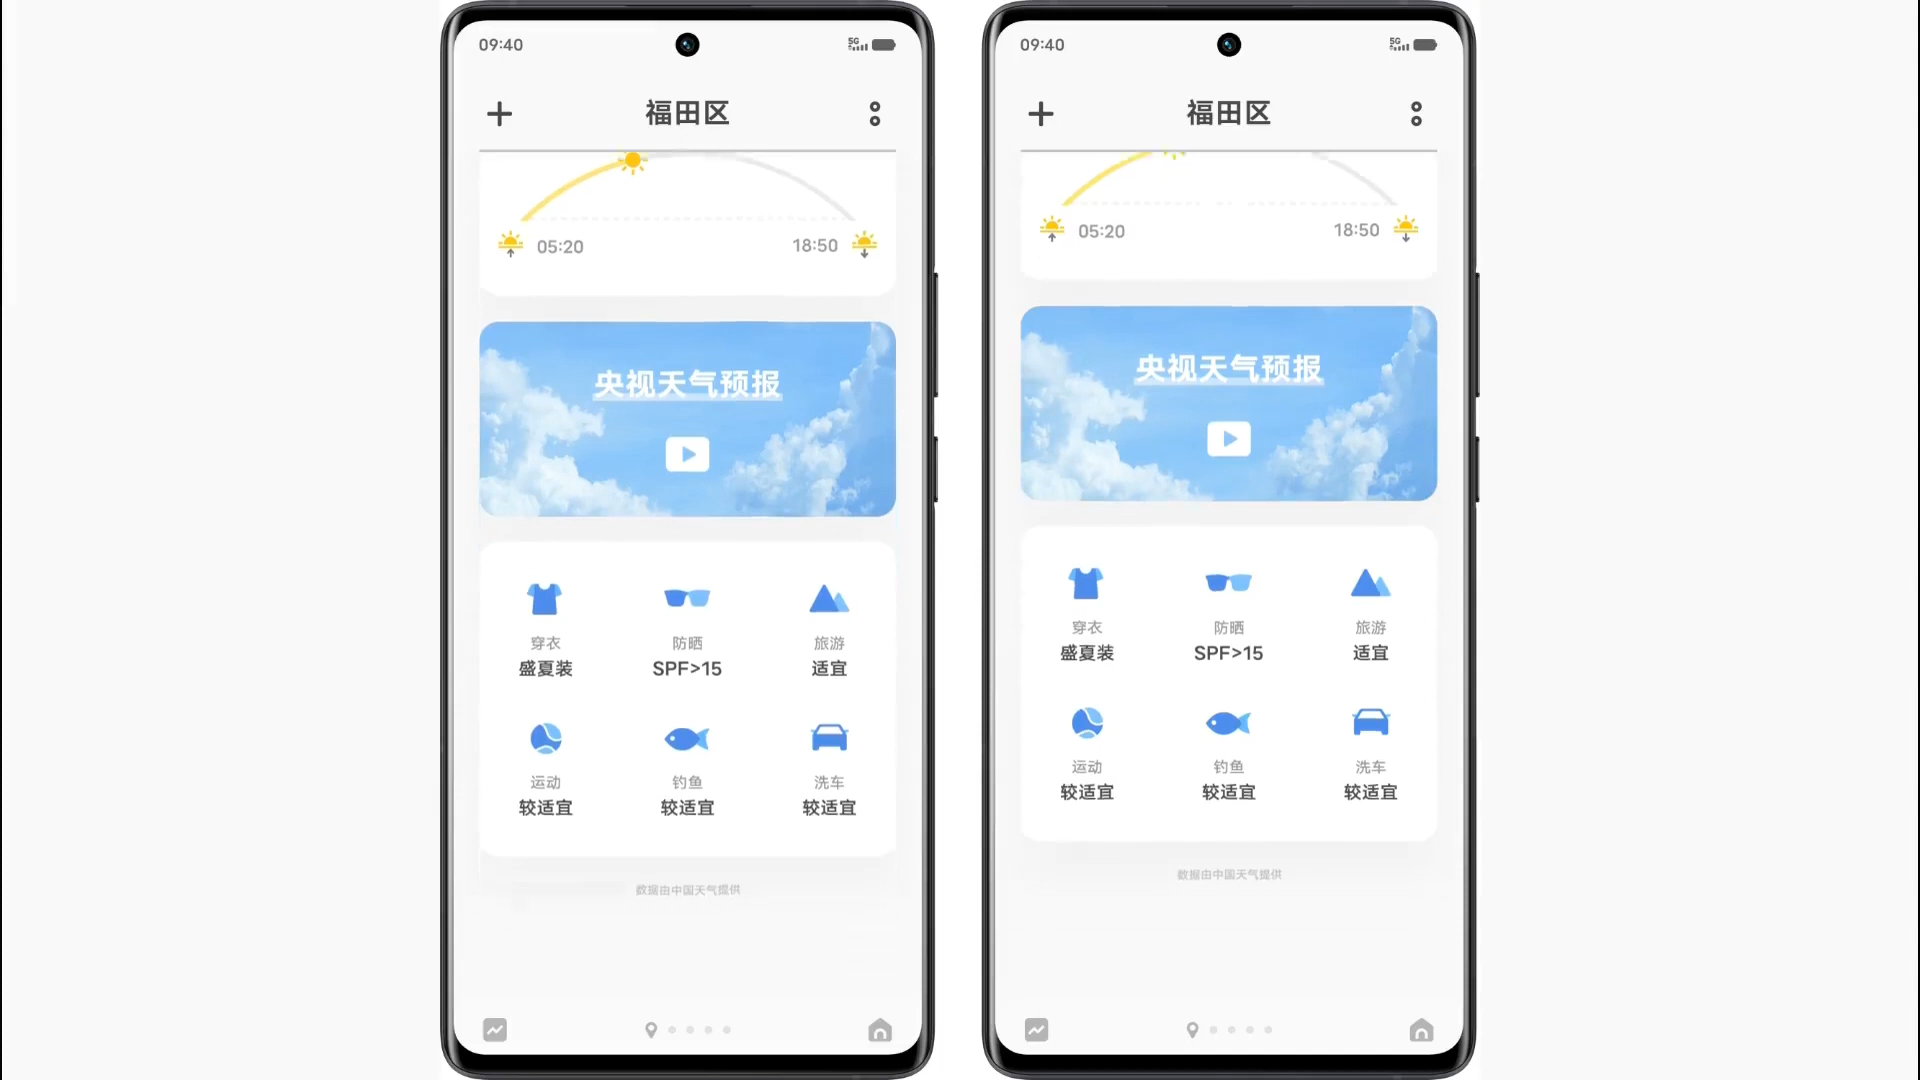 09:40
5G
福田区
05:20
18:50
央视天气预报
穿衣
防晒
旅游
盛夏装
SPF>15
适宜
运动
钓鱼
洗车
较适宜
较适宜
较适宜
数据由中国天气提供
09:40
5G
福田区
05:20
18:50
央视天气预报
穿衣
防晒
旅游
盛夏装
SPF>15
适宜
运动
钓鱼
洗车
较适宜
较适宜
较适宜
数据由中国天气提供